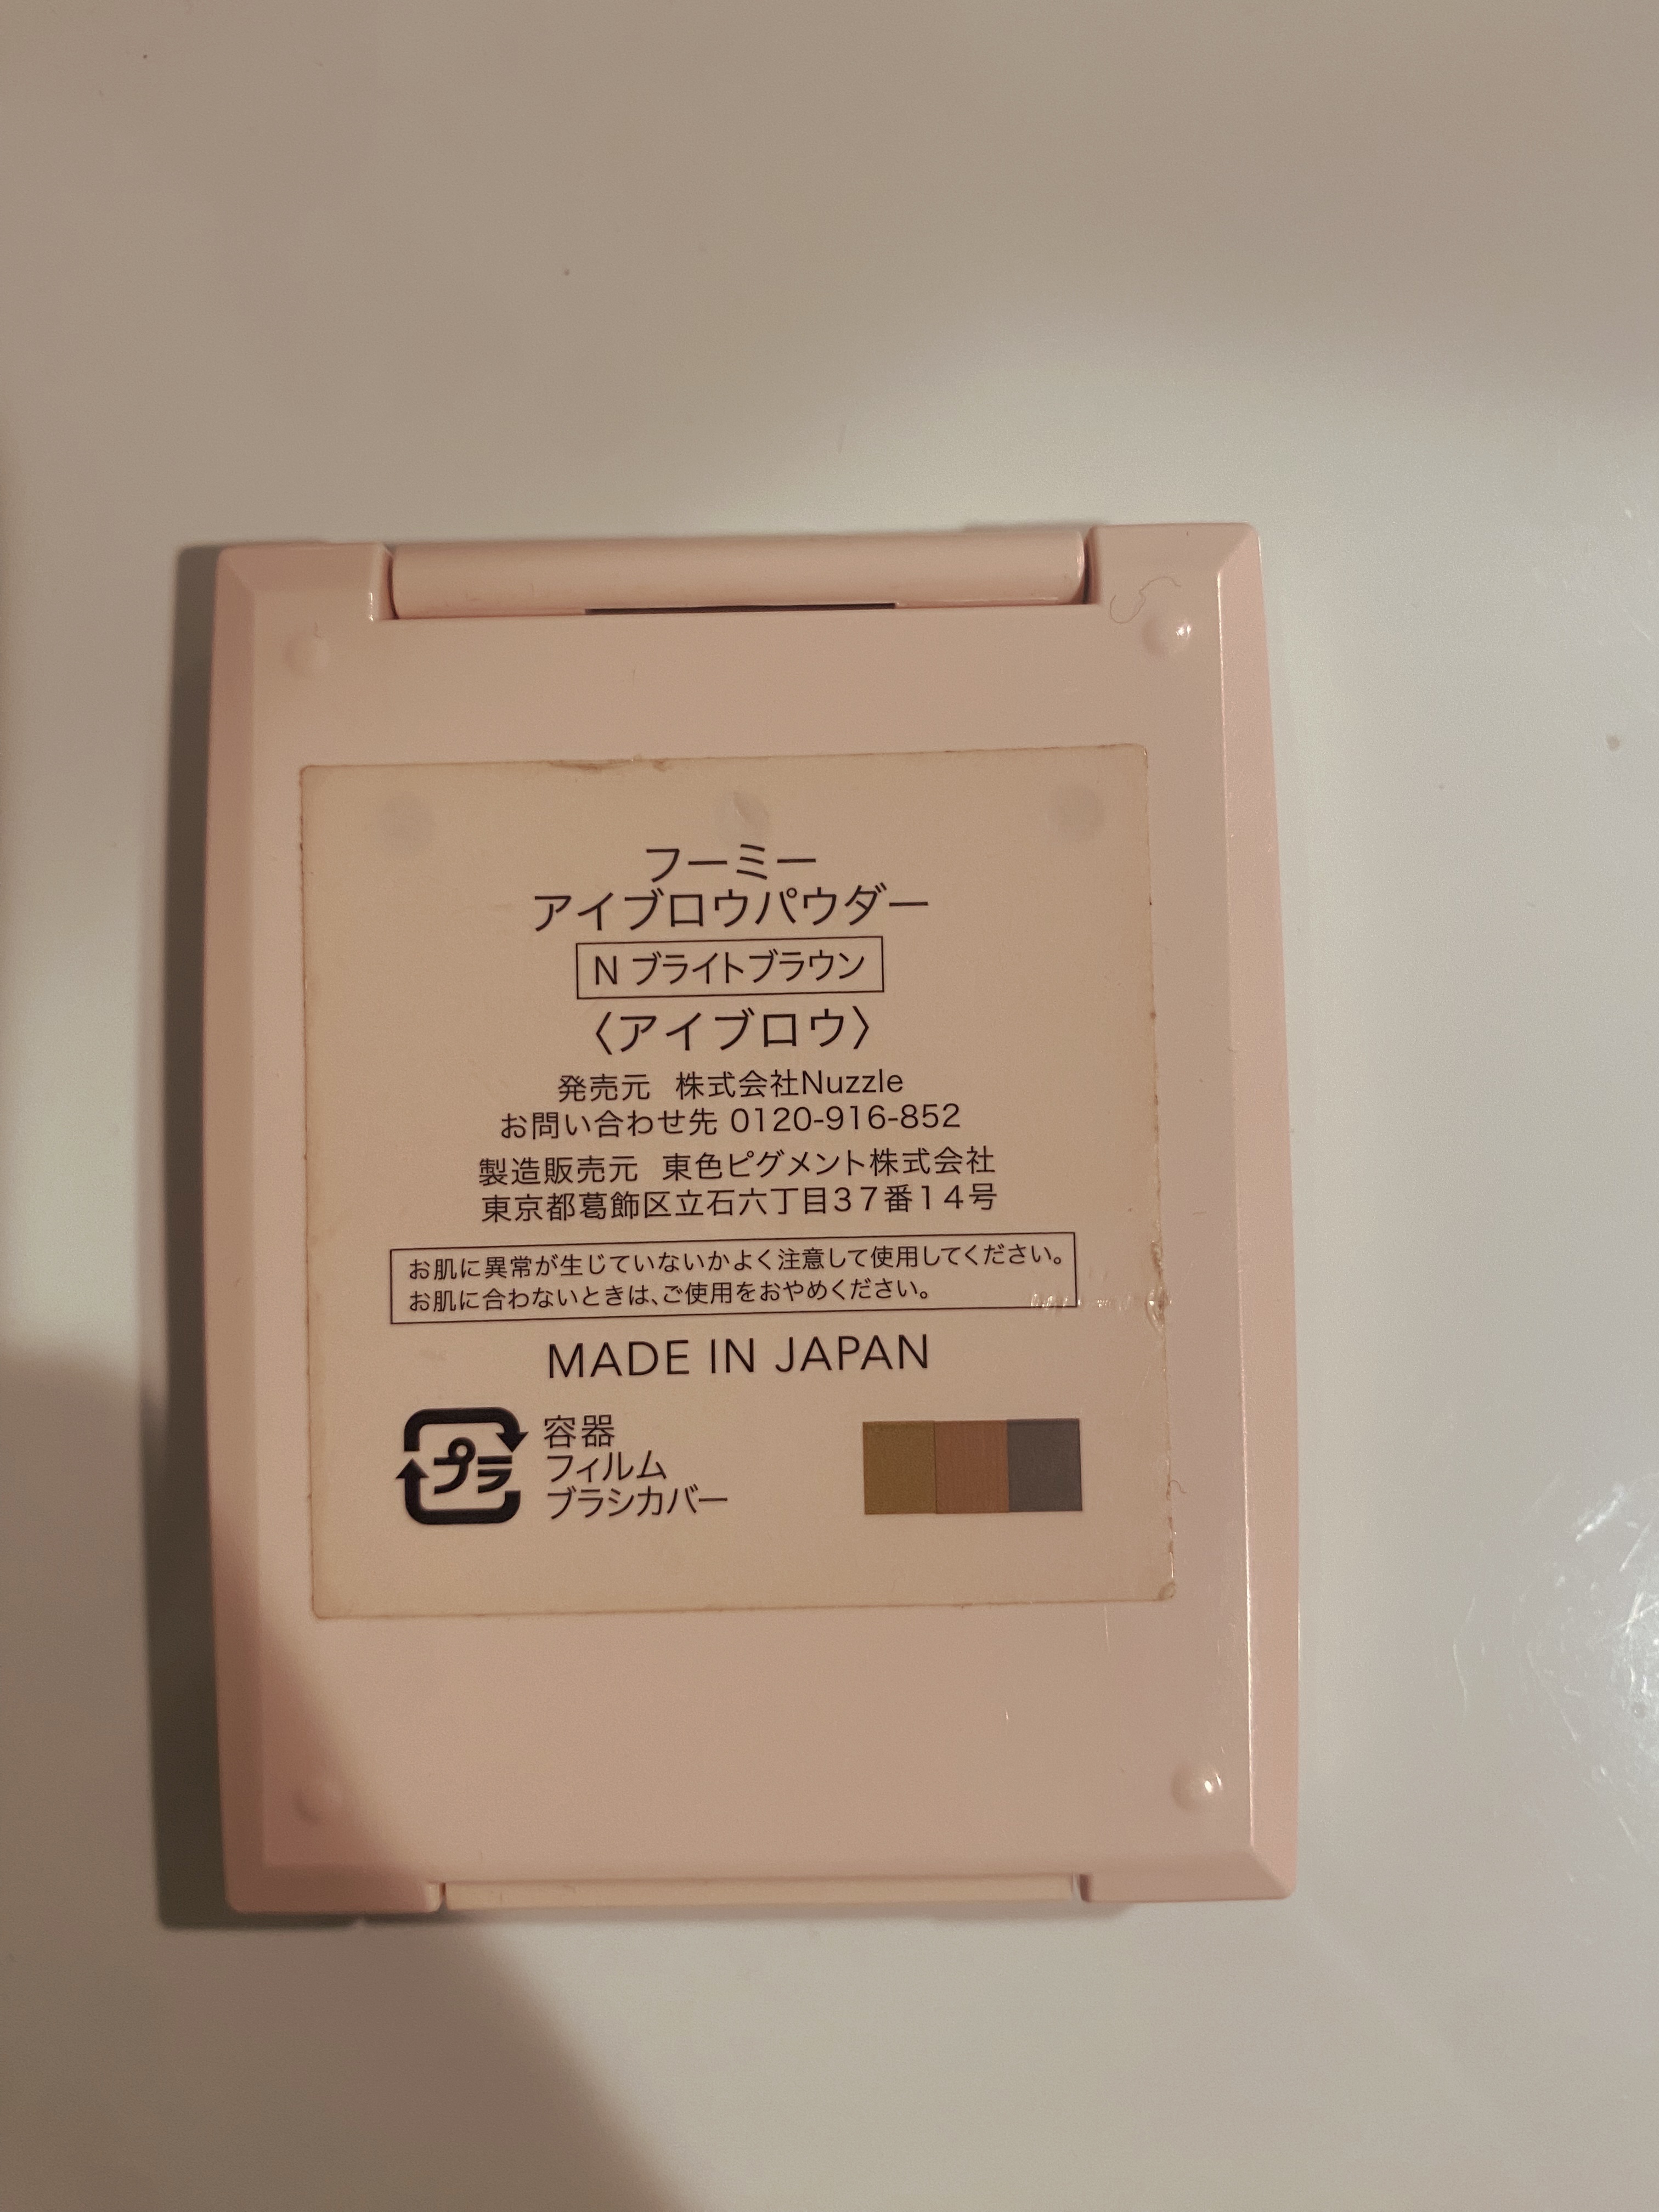 フーミー
アイブロウパウダー
N ブライトブラウン
〈アイブロウ〉
発売元 株式会社Nuzzle
お問い合わせ先 0120-916-852
製造販売元 東色ピグメント株式会社
東京都葛飾区立石六丁目37番14号
お肌に異常が生じていないかよく注意して使用してください。
お肌に合わないときは、ご使用をおやめください。
MADE IN JAPAN
プラ
容器
フィルム
ブラシカバー